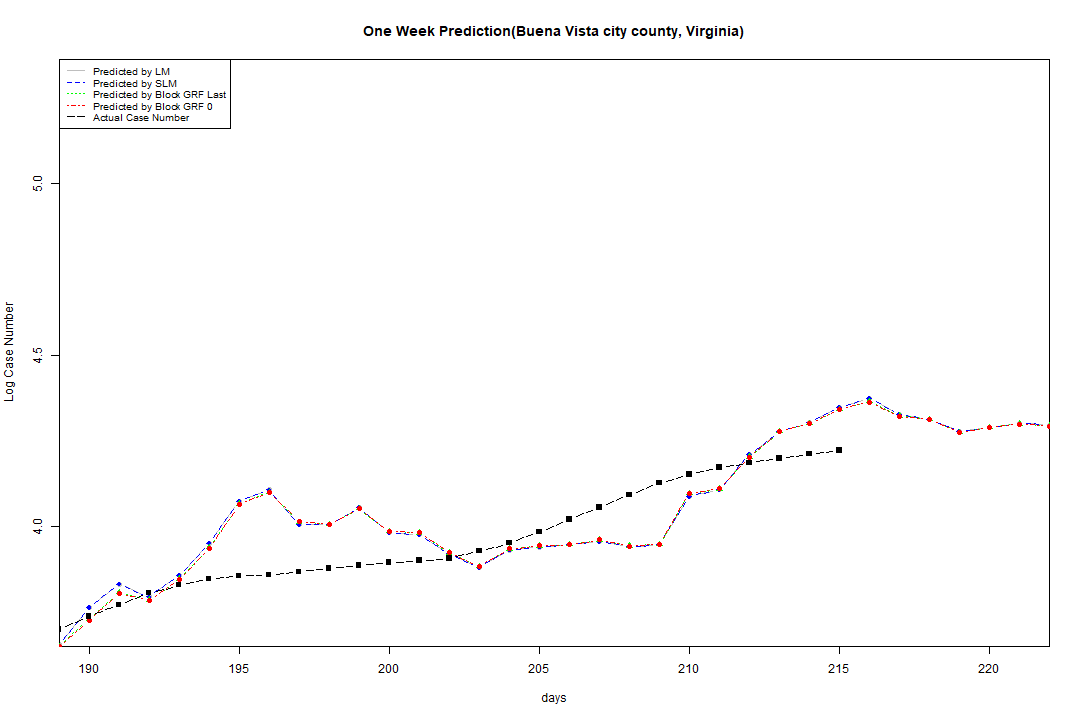 One Week Prediction(Buena Vista city county, Virginia)
Predicted by LM
Predicted by SLM
Predicted by Block GRF Last
Predicted by Block GRF 0
Actual Case Number
5.0
4.5
4.0
Log Case Number
190 195 200 205 210 215 220
days